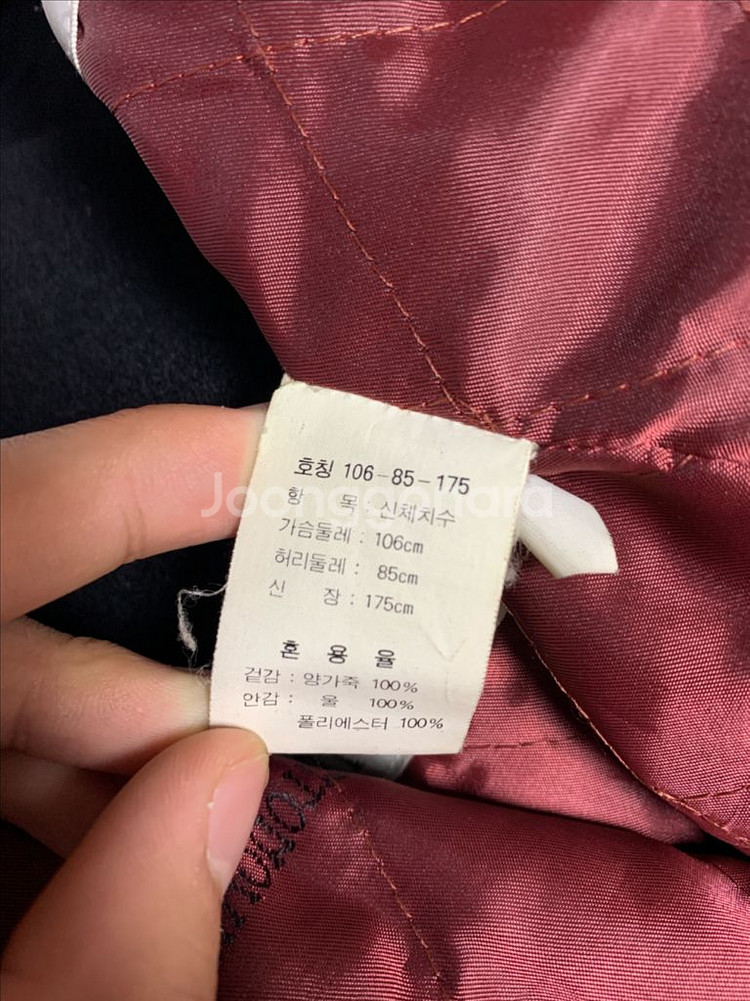 호칭 106-85-175
항 목 : 신체치수
가슴둘레 : 106cm
허리둘레 : 85cm
신 장 : 175cm
혼 용 율
겉감 : 양가죽 100%
안감 : 울 100%
폴리에스터 100%
Joonggonara